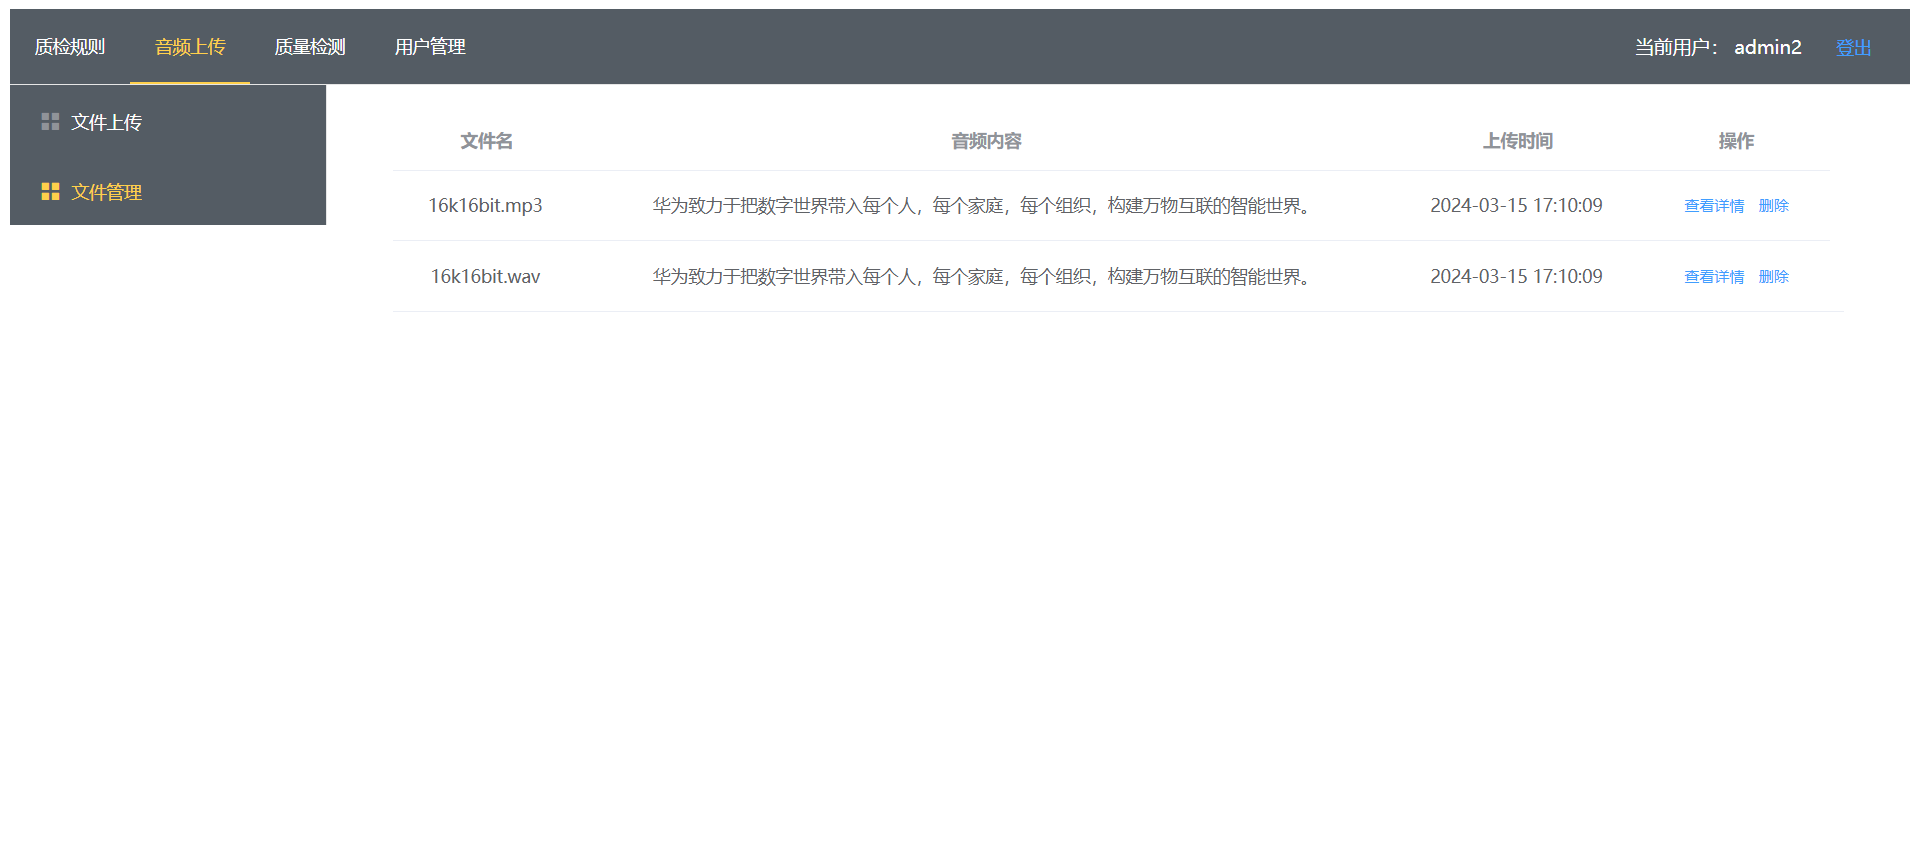 质检规则 音频上传 质量检测 用户管理 当前用户： admin2 登出
文件上传
文件管理
文件名 音频内容 上传时间 操作
16k16bit.mp3 华为致力于把数字世界带入每个人，每个家庭，每个组织，构建万物互联的智能世界。 2024-03-15 17:10:09 查看详情 删除
16k16bit.wav 华为致力于把数字世界带入每个人，每个家庭，每个组织，构建万物互联的智能世界。 2024-03-15 17:10:09 查看详情 删除